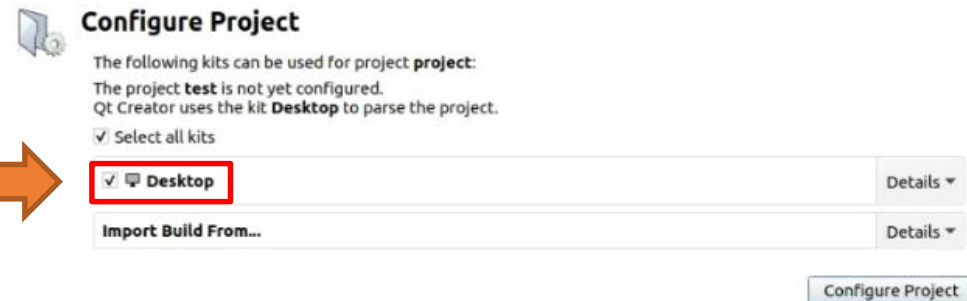 Configure Project
The following kits can be used for project project:
The project test is not yet configured.
Qt Creator uses the kit Desktop to parse the project.
Select all kits
Desktop Details
Import Build From... Details
Configure Project